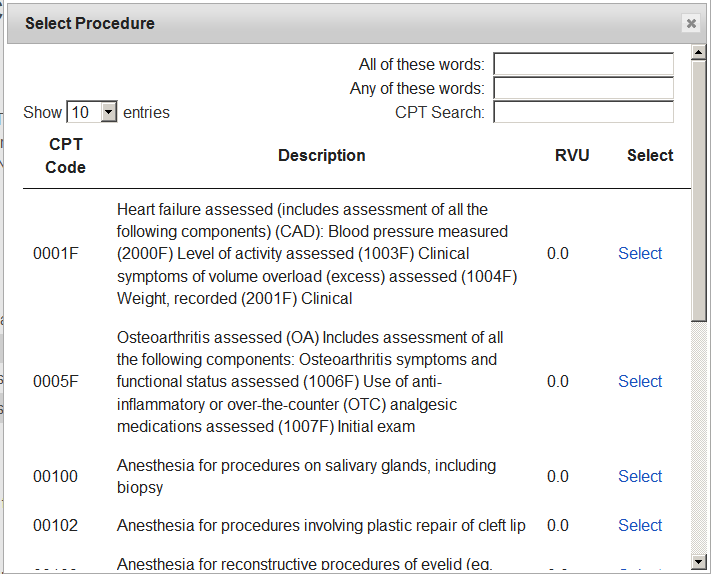 Select Procedure
All of these words:
Any of these words:
Show 10 entries
CPT Search:
CPT
Code
Description
RVU
Select
0001F
Heart failure assessed (includes assessment of all the
following components) (CAD): Blood pressure measured
(2000F) Level of activity assessed (1003F) Clinical
symptoms of volume overload (excess) assessed (1004F)
Weight, recorded (2001F) Clinical
0.0
Select
0005F
Osteoarthritis assessed (OA) Includes assessment of all
the following components: Osteoarthritis symptoms and
functional status assessed (1006F) Use of anti-
inflammatory or over-the-counter (OTC) analgesic
medications assessed (1007F) Initial exam
0.0
Select
00100
Anesthesia for procedures on salivary glands, including
biopsy
0.0
Select
00102
Anesthesia for procedures involving plastic repair of cleft lip
0.0
Select
Anesthesia for reconstructive procedures of eyelid (eg,